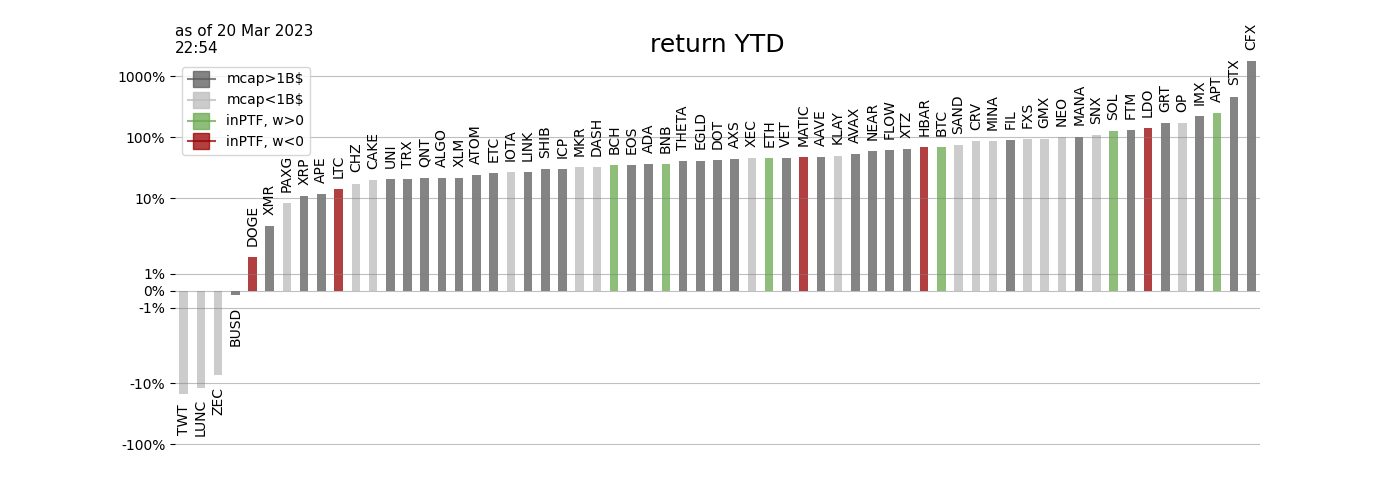 as of 20 Mar 2023
22:54
return YTD
mcap>1B$
mcap<1B$
inPTF, w>0
inPTF, w<0
1000%
100%
10%
1%
0%
-1%
-10%
-100%
TWT
LUNC
ZEC
BUSD
DOGE
XMR
PAXG
XRP
APE
LTC
CHZ
CAKE
UNI
TRX
QNT
ALGO
XLM
ATOM
ETC
IOTA
LINK
SHIB
ICP
MKR
DASH
BCH
EOS
ADA
BNB
THETA
EGLD
DOT
AXS
XEC
ETH
VET
MATIC
AAVE
KLAY
AVAX
NEAR
FLOW
XTZ
HBAR
BTC
SAND
CRV
MINA
FIL
FXS
GMX
NEO
MANA
SNX
SOL
FTM
LDO
GRT
OP
IMX
APT
STX
CFX